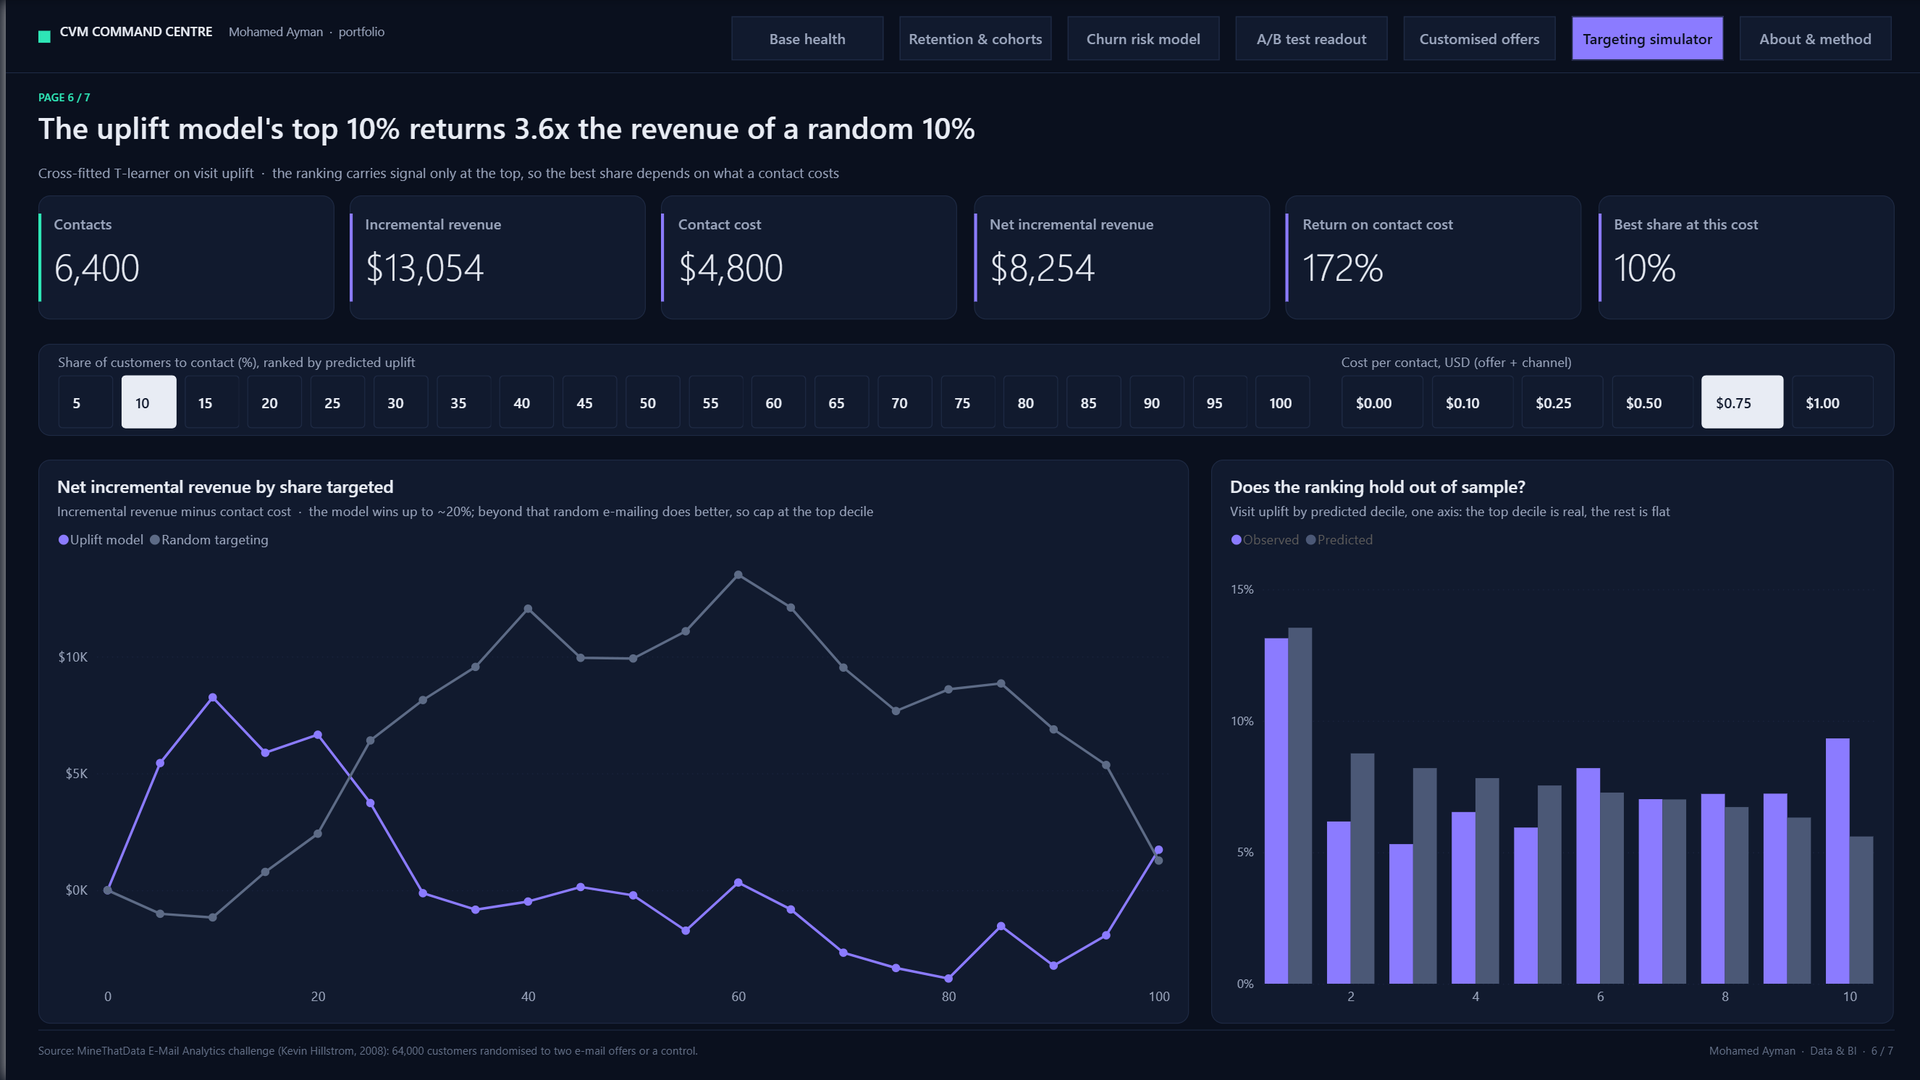 CVM COMMAND CENTRE Mohamed Ayman · portfolio
Base health
Retention & cohorts
Churn risk model
A/B test readout
Customised offers
Targeting simulator
About & method
PAGE 6 / 7
The uplift model's top 10% returns 3.6x the revenue of a random 10%
Cross-fitted T-learner on visit uplift · the ranking carries signal only at the top, so the best share depends on what a contact costs
Contacts
6,400
Incremental revenue
$13,054
Contact cost
$4,800
Net incremental revenue
$8,254
Return on contact cost
172%
Best share at this cost
10%
Share of customers to contact (%), ranked by predicted uplift
5 10 15 20 25 30 35 40 45 50 55 60 65 70 75 80 85 90 95 100
Cost per contact, USD (offer + channel)
$0.00 $0.10 $0.25 $0.50 $0.75 $1.00
Net incremental revenue by share targeted
Incremental revenue minus contact cost · the model wins up to ~20%; beyond that random e-mailing does better, so cap at the top decile
Uplift model Random targeting
$10K
$5K
$0K
0 20 40 60 80 100
Does the ranking hold out of sample?
Visit uplift by predicted decile, one axis: the top decile is real, the rest is flat
Observed Predicted
15%
10%
5%
0%
2 4 6 8 10
Source: MineThatData E-Mail Analytics challenge (Kevin Hillstrom, 2008): 64,000 customers randomised to two e-mail offers or a control.
Mohamed Ayman · Data & BI · 6 / 7